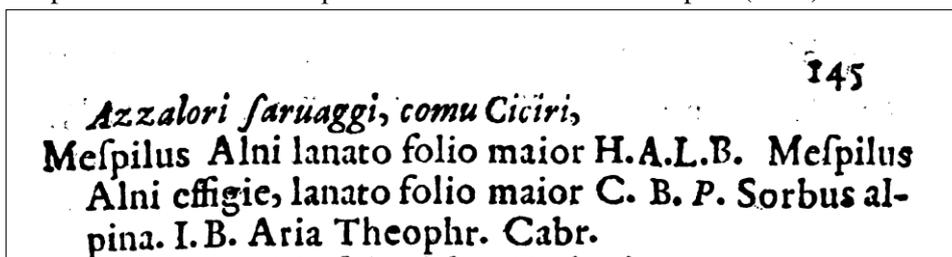 145
Azzalori ſaruaggi, comu Ciciri,
Meſpilus Alni lanato folio maior H.A.L.B. Meſpilus
Alni effigie, lanato folio maior C. B. P. Sorbus al-
pina. I. B. Aria Theophr. Cabr.